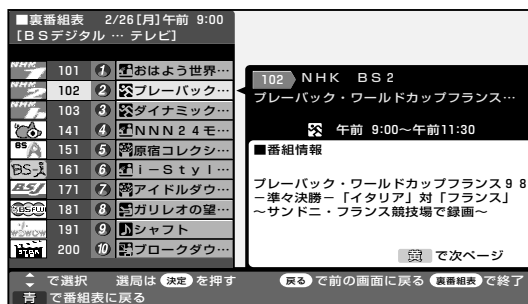 ■裏番組表 2/26[月]午前 9:00
[BSデジタル … テレビ]
NHK1 101 1 おはよう世界…
NHK2 102 2 プレーバック…
NHK 103 3 ダイナミック…
141 4 NNN24モ…
BSA 151 5 原宿コレクシ…
BS-i 161 6 i-Styl…
BSJ 171 7 アイドルダウ…
BSFUJI 181 8 ガリレオの望…
WOWOW 191 9 シャフト
200 10 ブロークダウ…
102 NHK BS2
プレーバック・ワールドカップフランス…
午前 9:00~午前11:30
■番組情報
プレーバック・ワールドカップフランス98
-準々決勝-「イタリア」対「フランス」
~サンドニ・フランス競技場で録画~
黄 で次ページ
で選択 選局は 決定 を押す 戻る で前の画面に戻る 裏番組表 で終了
青 で番組表に戻る